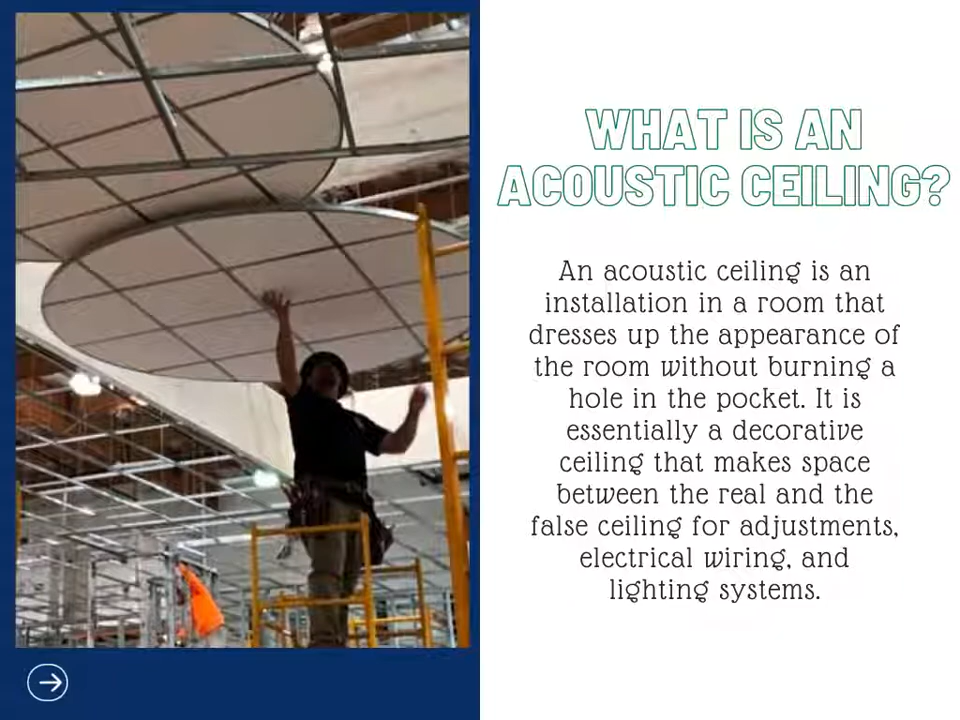 WHAT IS AN
ACOUSTIC CEILING?
An acoustic ceiling is an
installation in a room that
dresses up the appearance of
the room without burning a
hole in the pocket. It is
essentially a decorative
ceiling that makes space
between the real and the
false ceiling for adjustments,
electrical wiring, and
lighting systems.